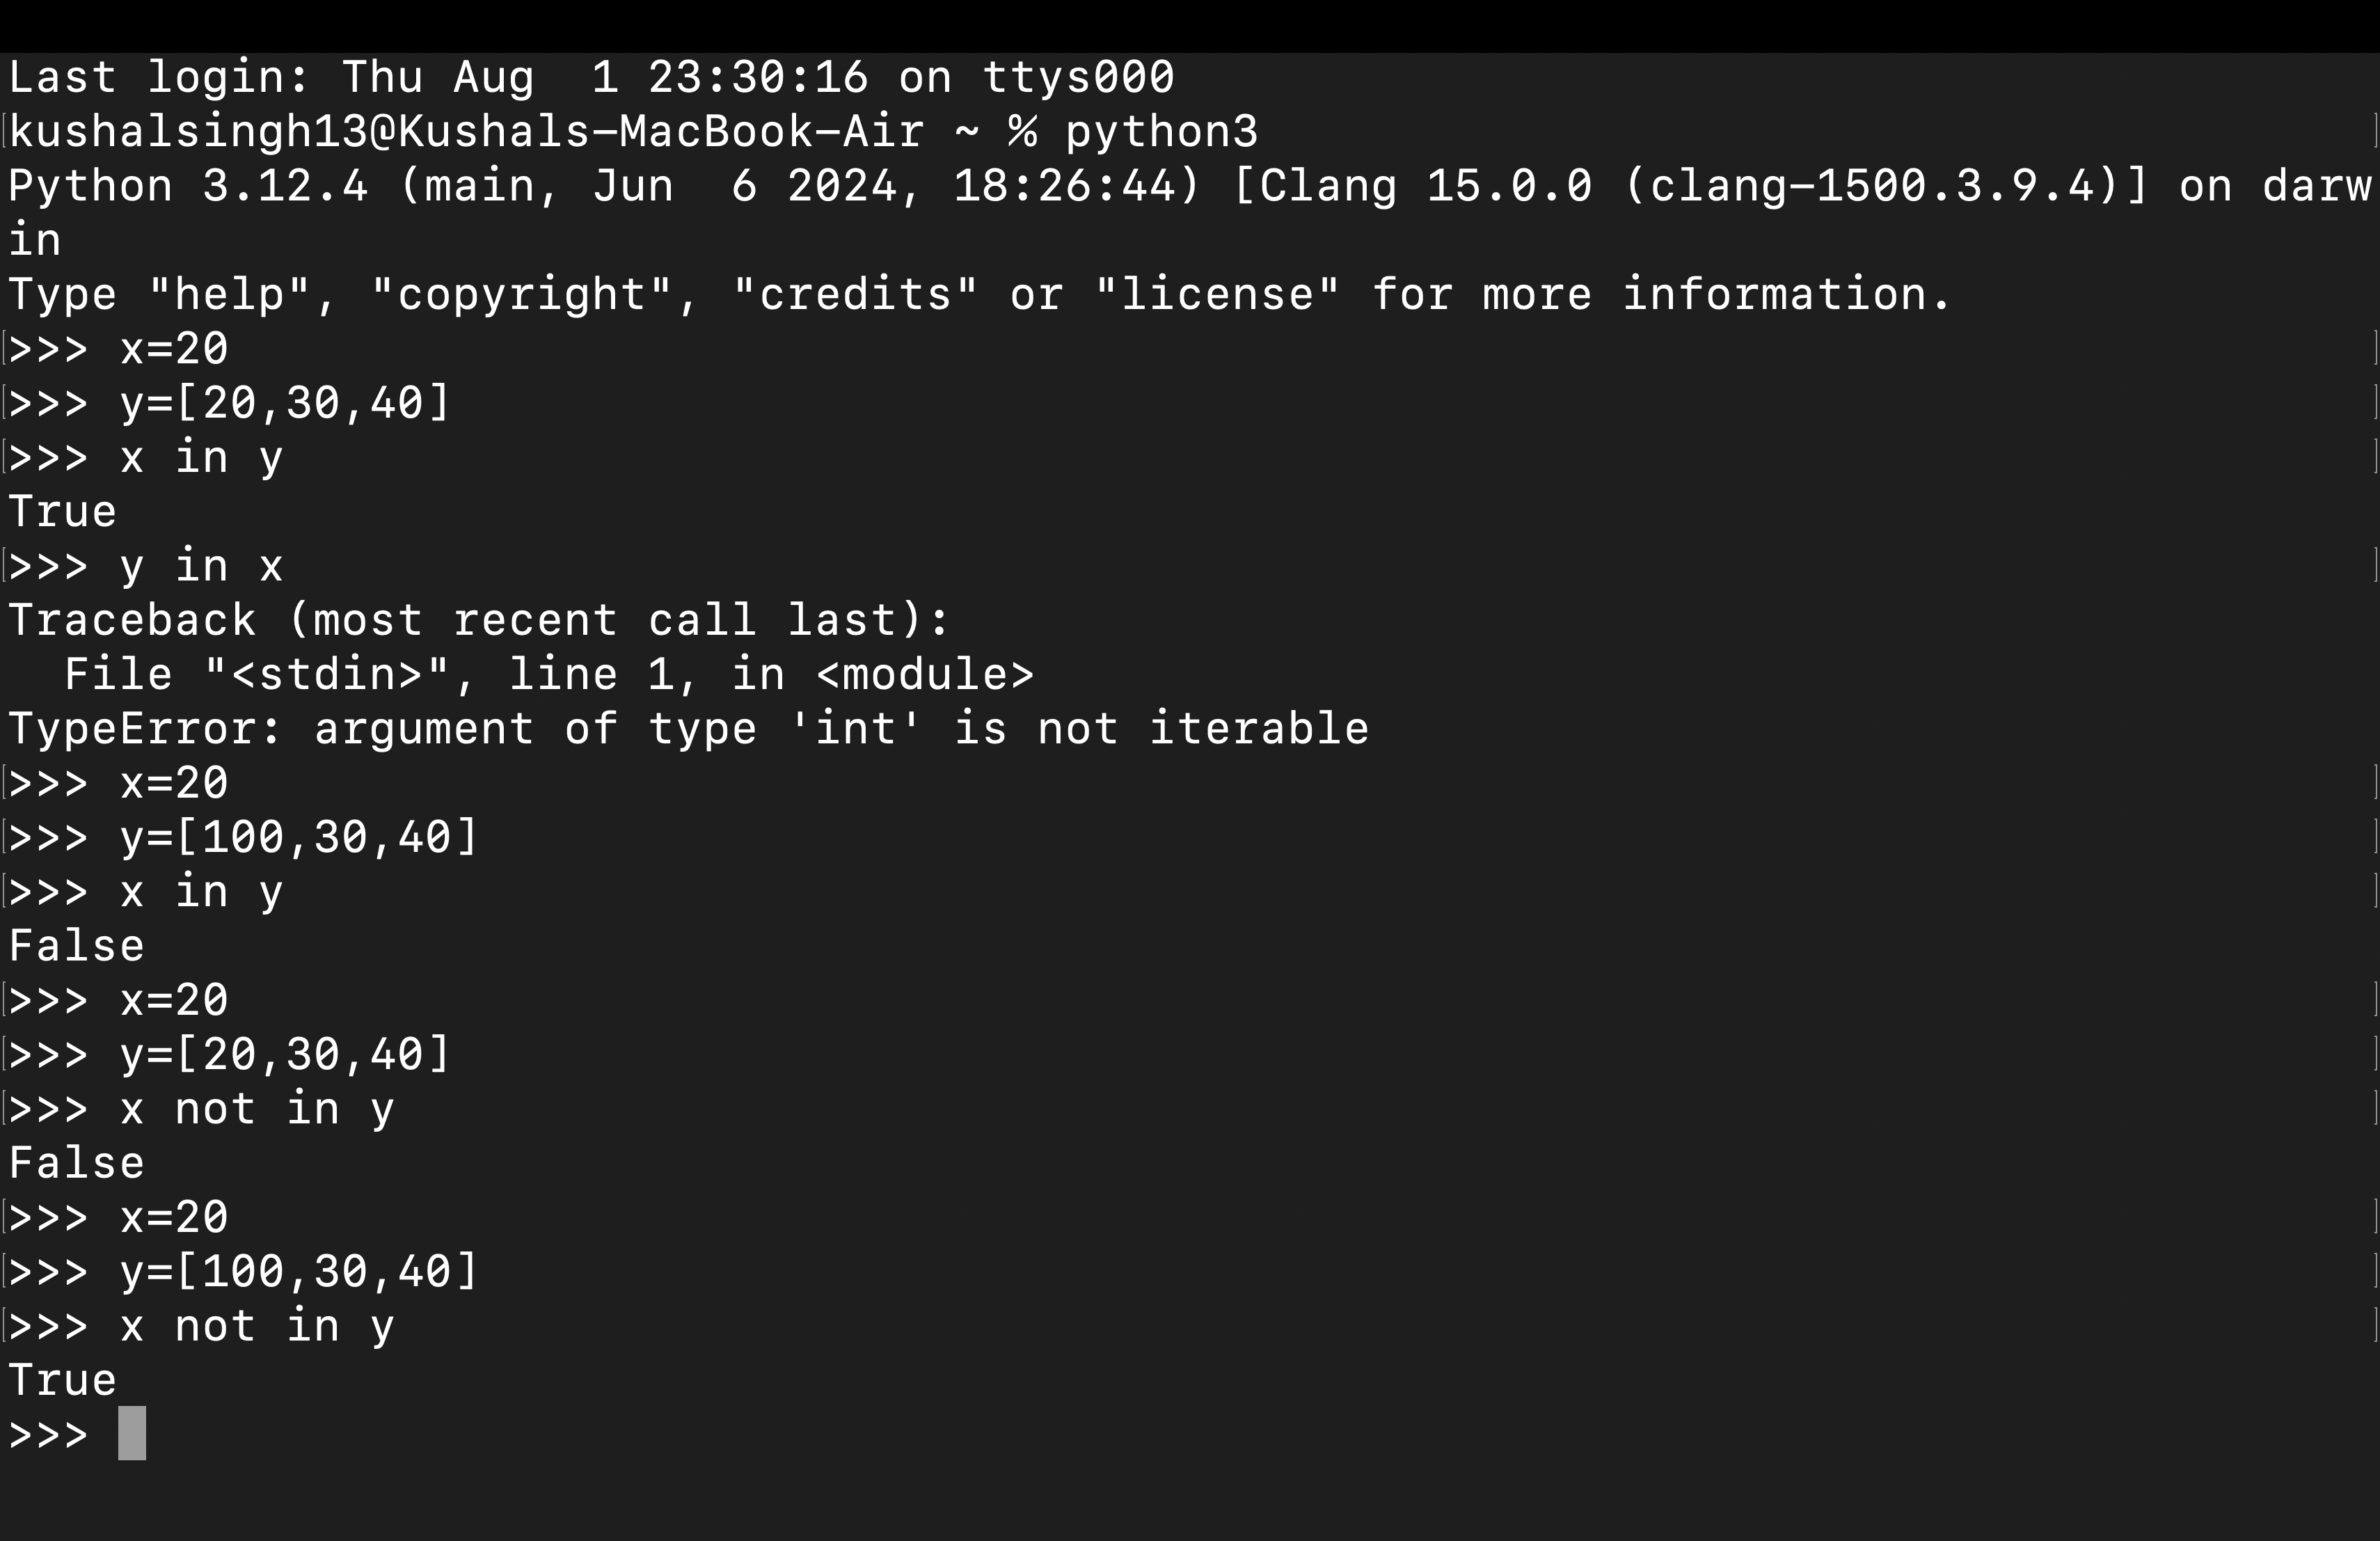 Last login: Thu Aug  1 23:30:16 on ttys000
[kushalsingh13@Kushals-MacBook-Air ~ % python3 ]
Python 3.12.4 (main, Jun  6 2024, 18:26:44) [Clang 15.0.0 (clang-1500.3.9.4)] on darw
in
Type "help", "copyright", "credits" or "license" for more information.
[>>> x=20 ]
[>>> y=[20,30,40] ]
[>>> x in y ]
True
[>>> y in x ]
Traceback (most recent call last):
  File "<stdin>", line 1, in <module>
TypeError: argument of type 'int' is not iterable
[>>> x=20 ]
[>>> y=[100,30,40] ]
[>>> x in y ]
False
[>>> x=20 ]
[>>> y=[20,30,40] ]
[>>> x not in y ]
False
[>>> x=20 ]
[>>> y=[100,30,40] ]
[>>> x not in y ]
True
>>>